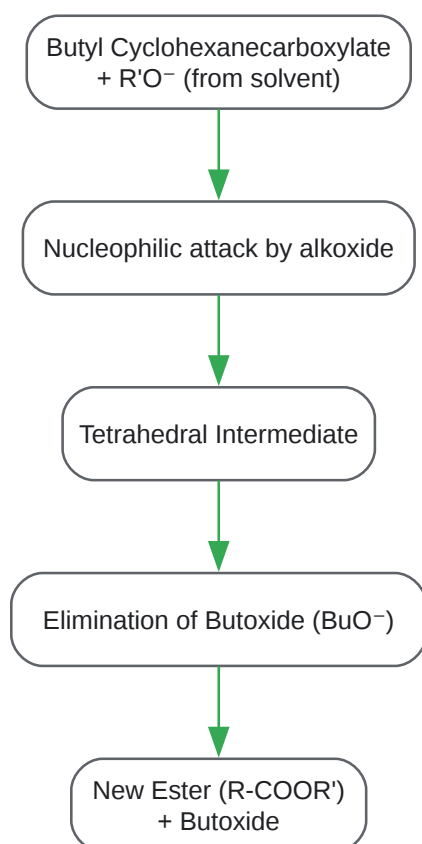 Butyl Cyclohexanecarboxylate
+ R'O⁻ (from solvent)
Nucleophilic attack by alkoxide
Tetrahedral Intermediate
Elimination of Butoxide (BuO⁻)
New Ester (R-COOR')
+ Butoxide